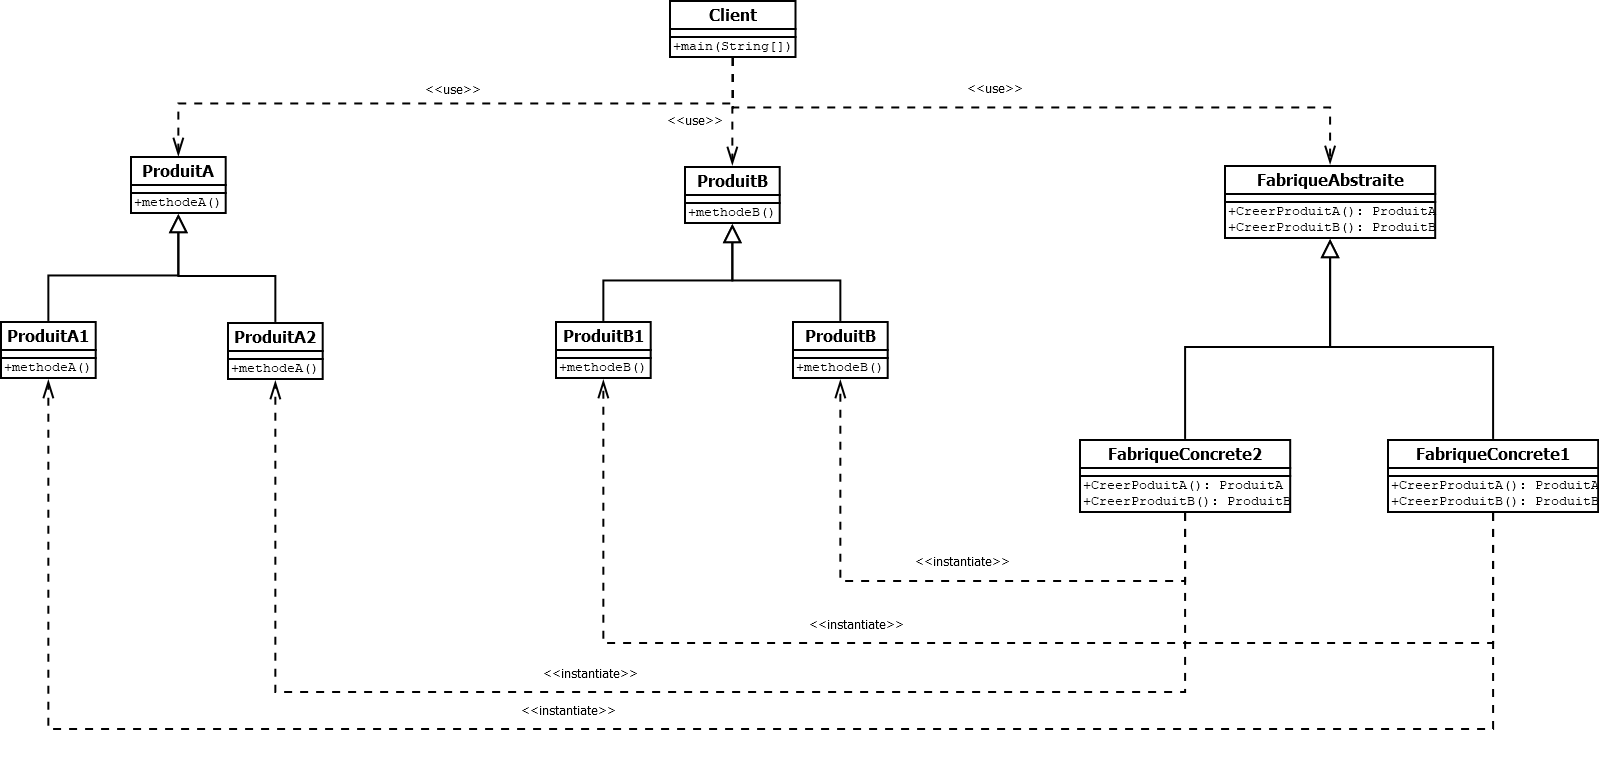 Client
+main(String[])
<<use>>
<<use>>
<<use>>
ProduitA
+methodeA()
ProduitB
+methodeB()
FabriqueAbstraite
+CreerProduitA(): ProduitA
+CreerProduitB(): ProduitB
ProduitA1
+methodeA()
ProduitA2
+methodeA()
ProduitB1
+methodeB()
ProduitB
+methodeB()
FabriqueConcrete2
+CreerPoduitA(): ProduitA
+CreerProduitB(): ProduitB
FabriqueConcrete1
+CreerProduitA(): ProduitA
+CreerProduitB(): ProduitB
<<instantiate>>
<<instantiate>>
<<instantiate>>
<<instantiate>>